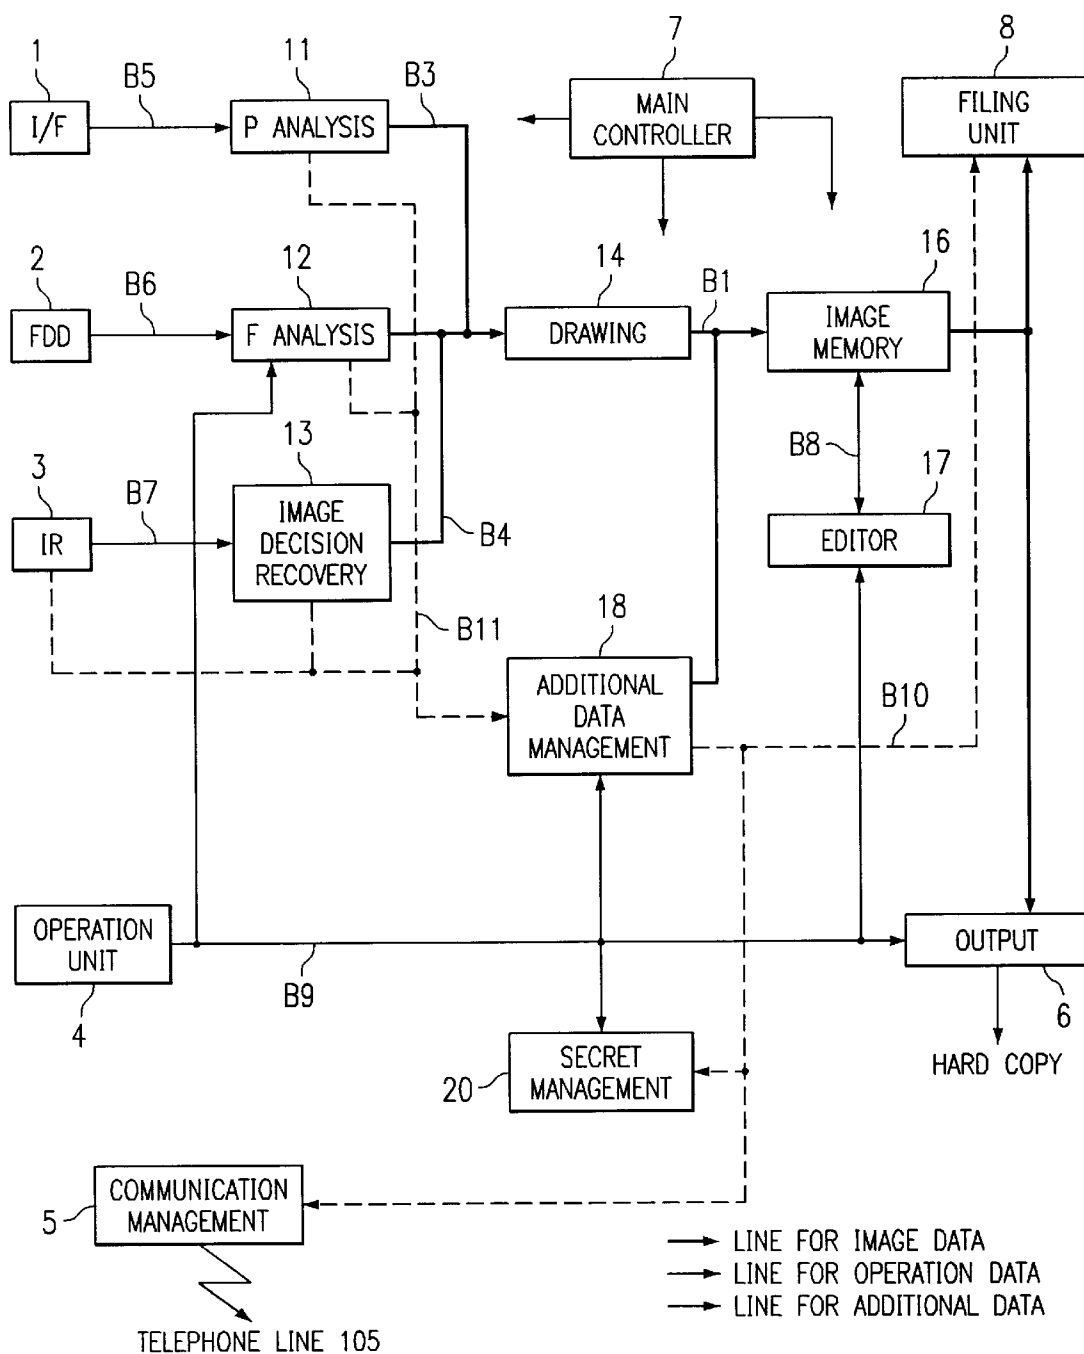 1
B5
11
B3
7
8
I/F
P ANALYSIS
MAIN
CONTROLLER
FILING
UNIT
2
B6
12
14
B1
16
FDD
F ANALYSIS
DRAWING
IMAGE
MEMORY
3
B7
13
B4
B8
17
IR
IMAGE
DECISION
RECOVERY
EDITOR
B11
18
ADDITIONAL
DATA
MANAGEMENT
B10
OPERATION
UNIT
4
B9
OUTPUT
6
HARD COPY
20
SECRET
MANAGEMENT
5
COMMUNICATION
MANAGEMENT
TELEPHONE LINE 105
LINE FOR IMAGE DATA
LINE FOR OPERATION DATA
LINE FOR ADDITIONAL DATA